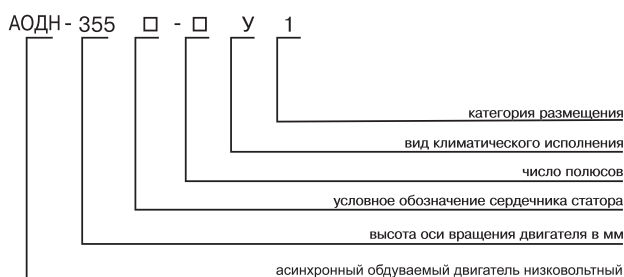 АОДН - 355 □ - □ У 1
категория размещения
вид климатического исполнения
число полюсов
условное обозначение сердечника статора
высота оси вращения двигателя в мм
асинхронный обдуваемый двигатель низковольтный